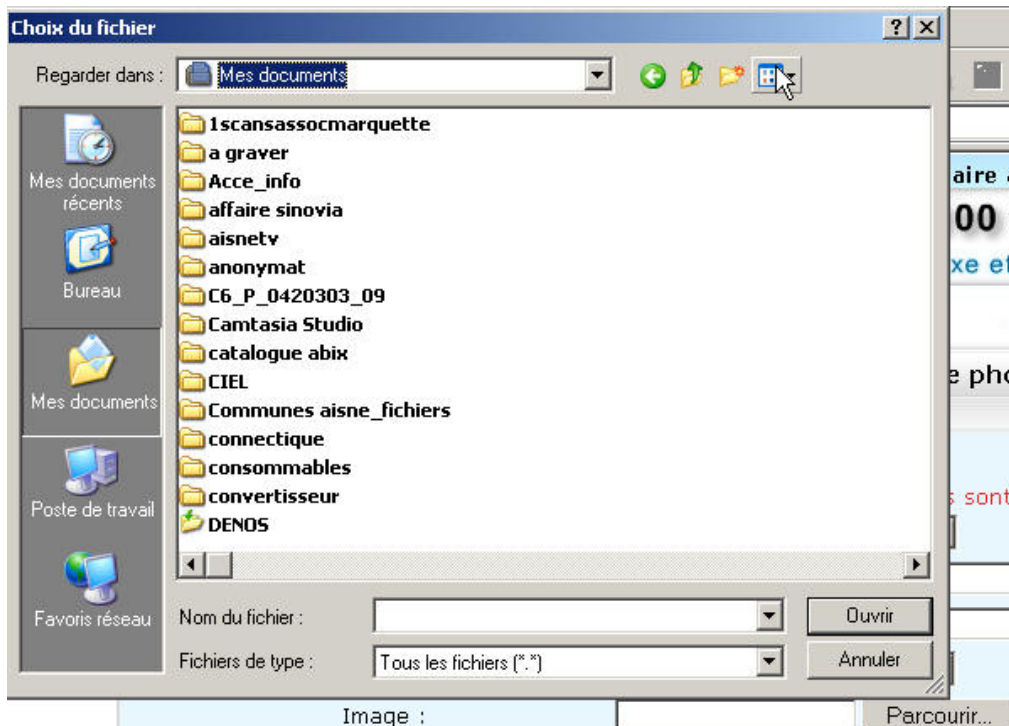 Choix du fichier
Regarder dans :
Mes documents
Mes documents
récents
Bureau
Mes documents
Poste de travail
Favoris réseau
1scansassocmarquette
a graver
Acce_info
affaire sinovia
aisnetv
anonymat
C6_P_0420303_09
Camtasia Studio
catalogue abix
CIEL
Communes aisne_fichiers
connectique
consommables
convertisseur
DENOS
Nom du fichier :
Ouvrir
Fichiers de type :
Tous les fichiers (*.*)
Annuler
aire
00
xe ef
e pho
s sont
Image :
Parcourir...